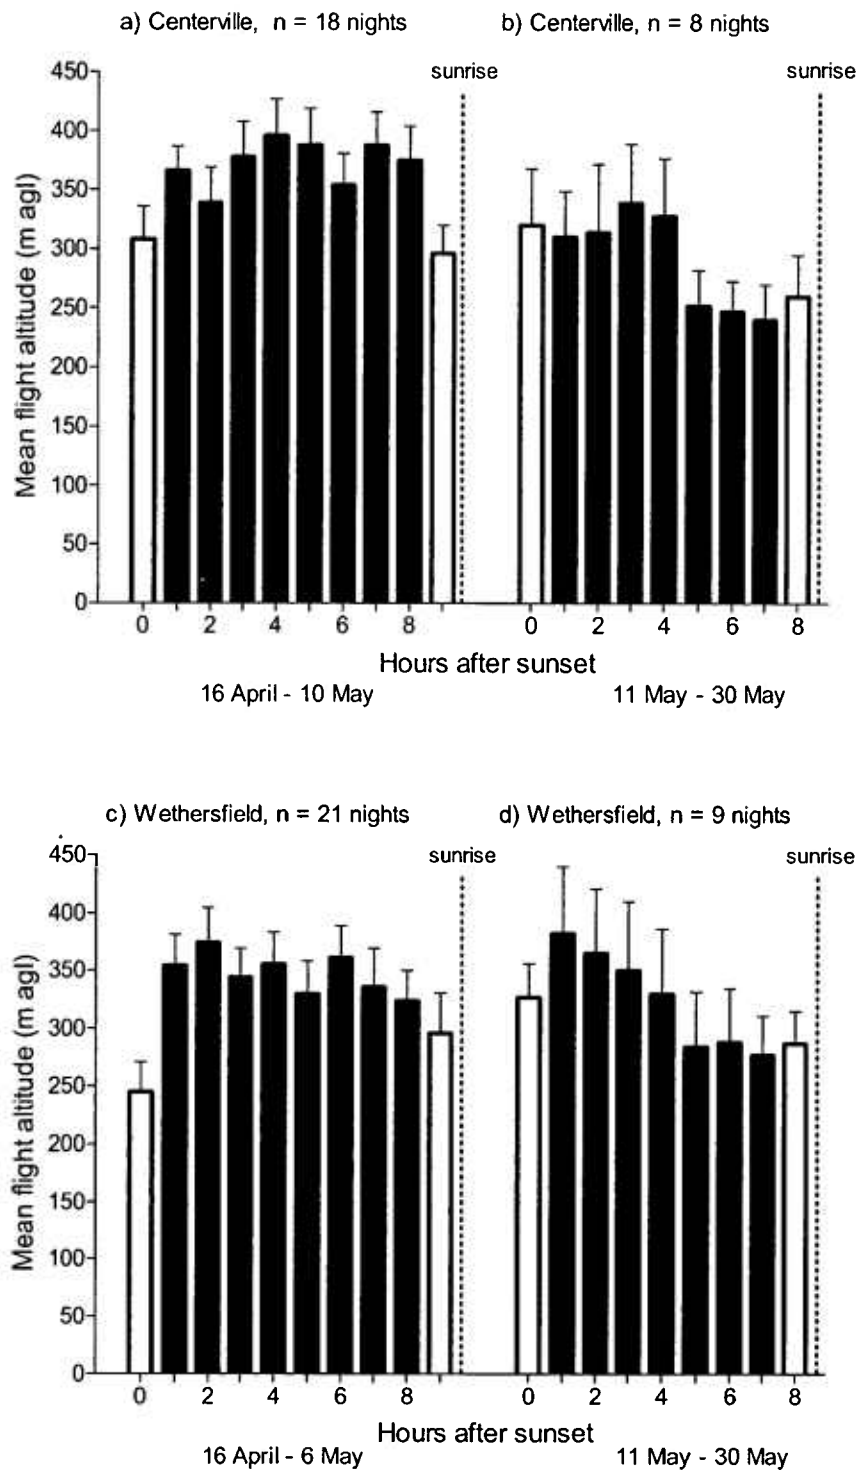 a) Centerville, n = 18 nights
b) Centerville, n = 8 nights
sunrise
sunrise
450
400
350
300
250
200
150
100
50
0
Mean flight altitude (m agl)
0 2 4 6 8
0 2 4 6 8
Hours after sunset
16 April - 10 May
11 May - 30 May
c) Wethersfield, n = 21 nights
d) Wethersfield, n = 9 nights
sunrise
sunrise
450
400
350
300
250
200
150
100
50
0
Mean flight altitude (m agl)
0 2 4 6 8
0 2 4 6 8
Hours after sunset
16 April - 6 May
11 May - 30 May